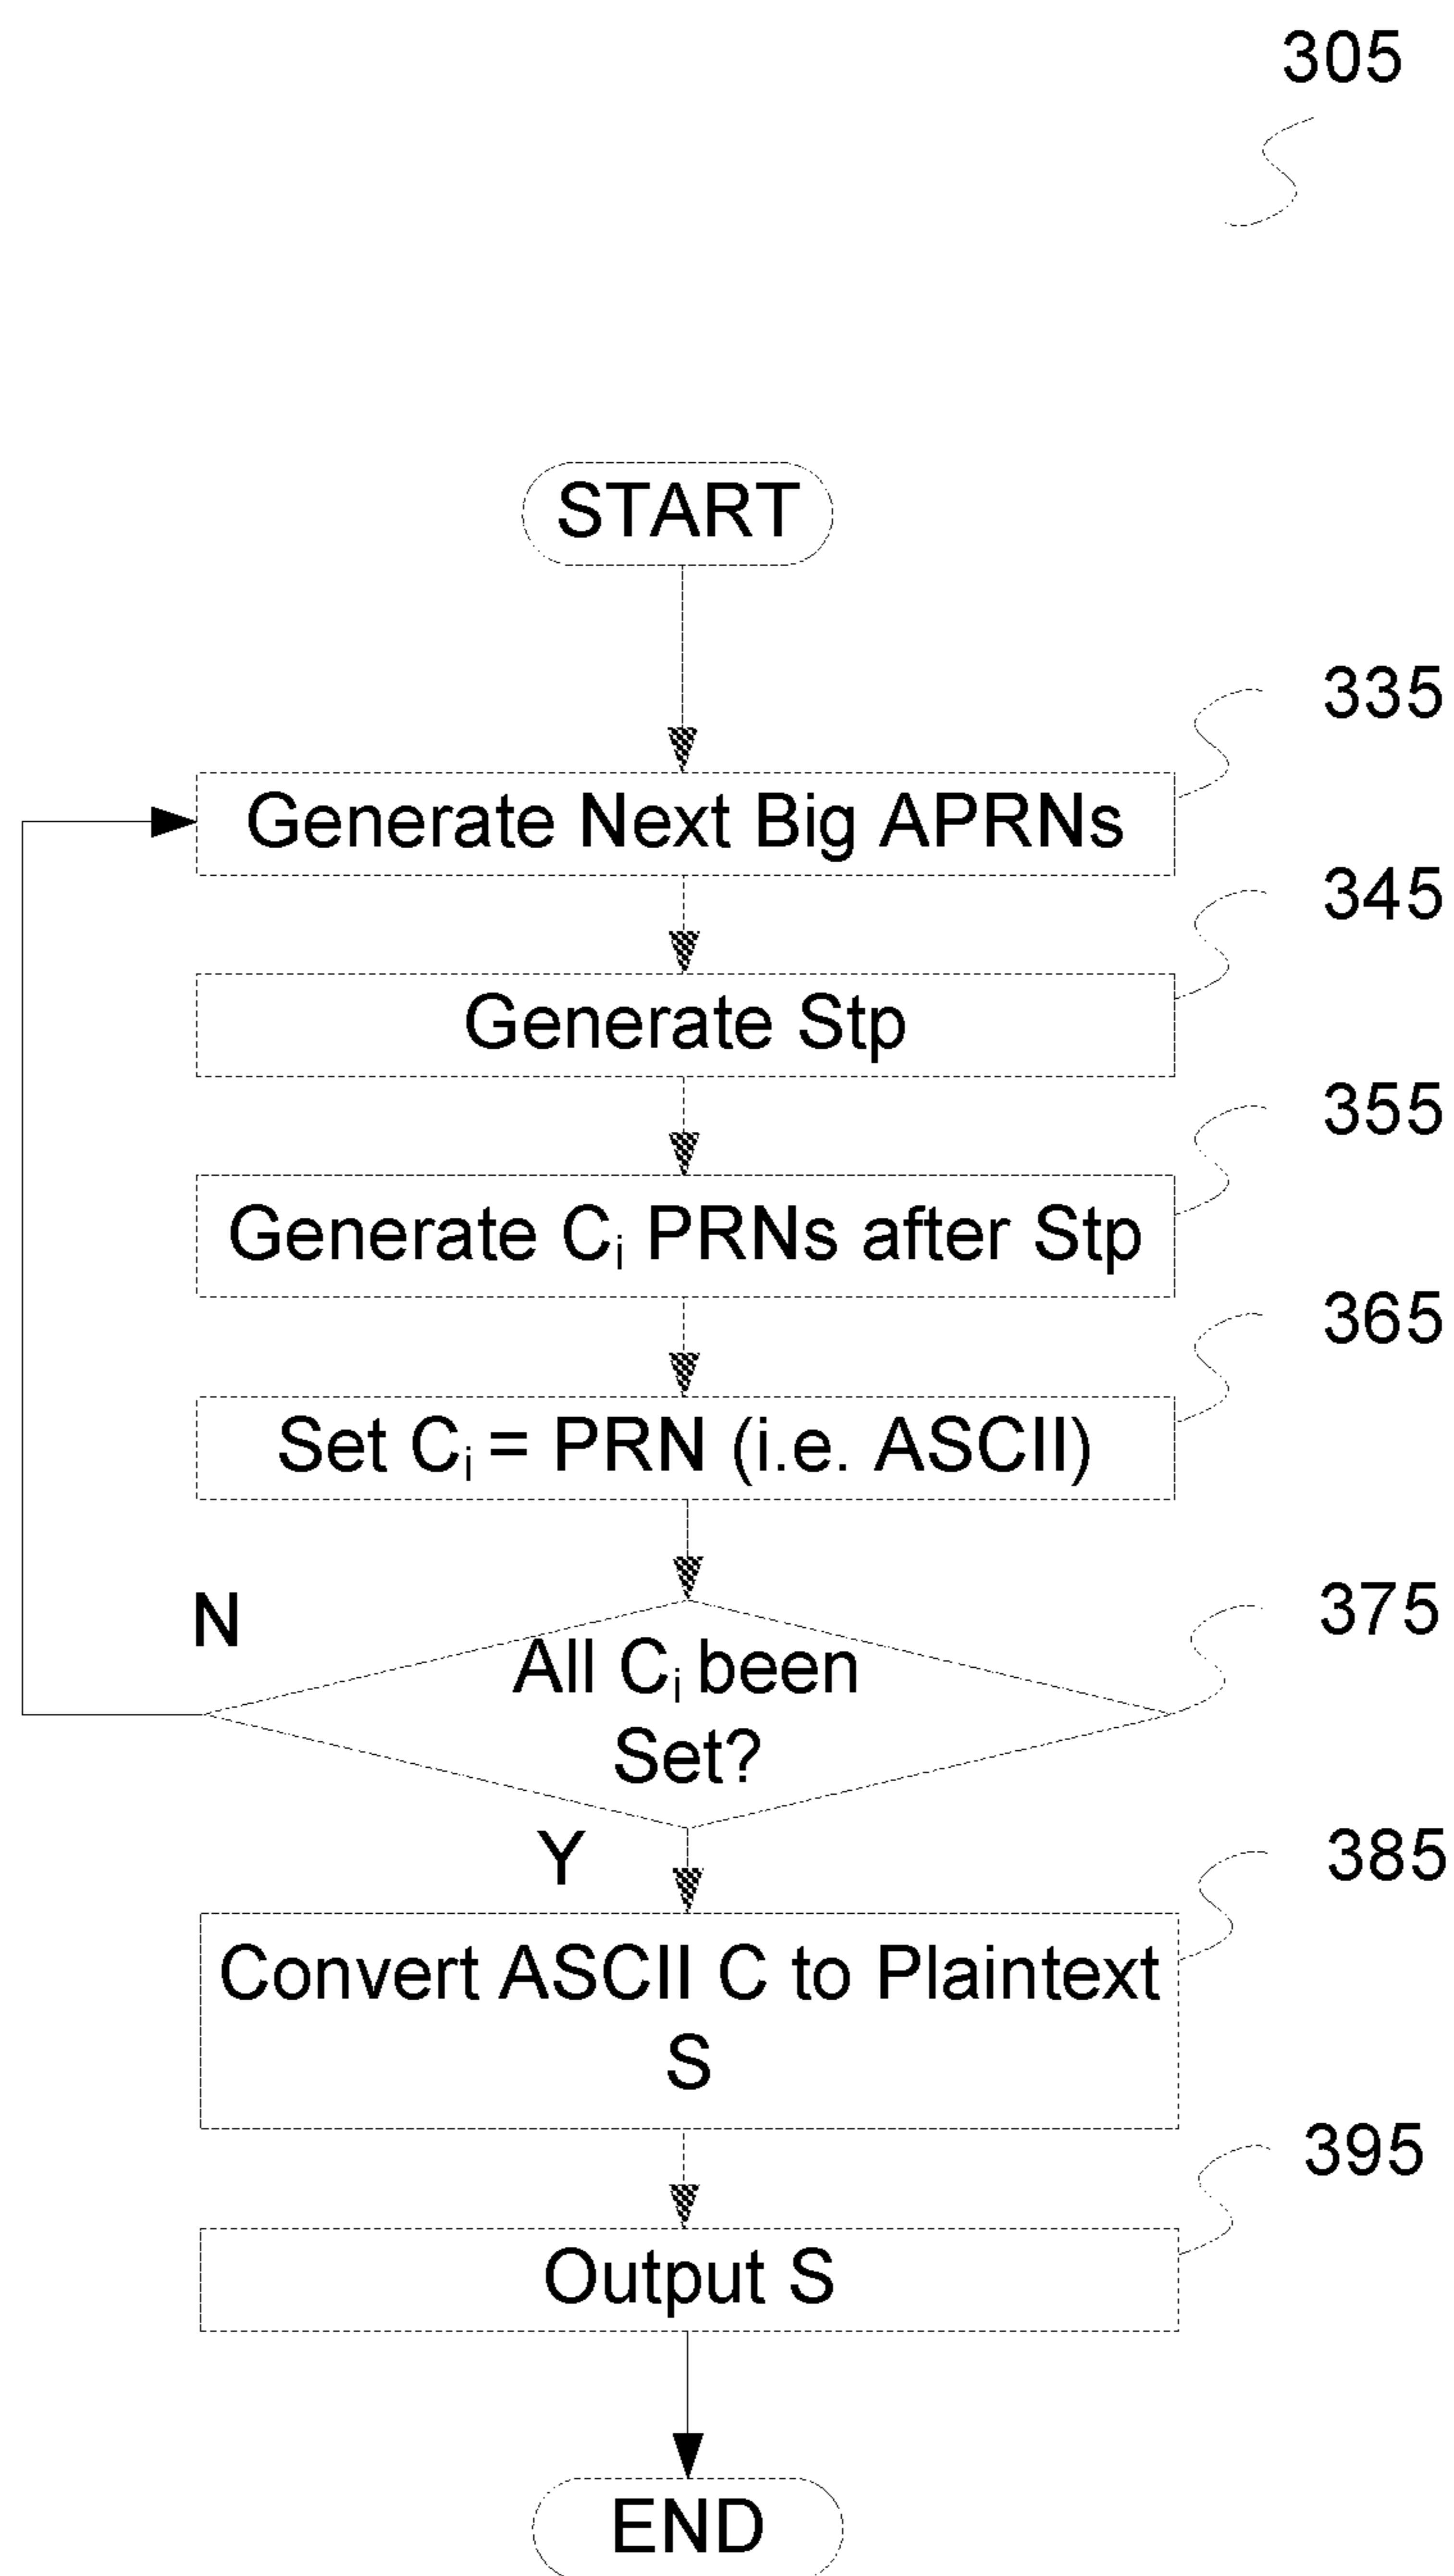 305
START
335
Generate Next Big APRNs
345
Generate Stp
355
Generate Cᵢ PRNs after Stp
365
Set Cᵢ = PRN (i.e. ASCII)
375
N
All Cᵢ been
Set?
Y
385
Convert ASCII C to Plaintext
S
395
Output S
END